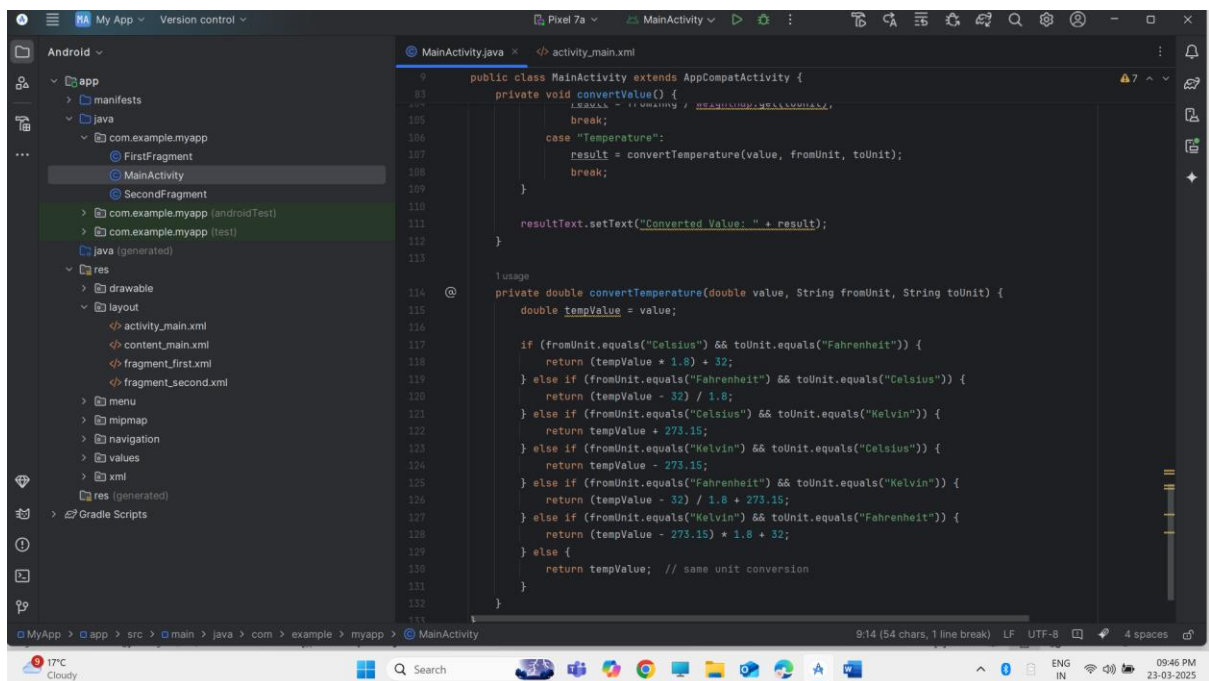 MA My App Version control Pixel 7a MainActivity
Android
MainActivity.java
activity_main.xml
app
manifests
java
com.example.myapp
FirstFragment
MainActivity
SecondFragment
com.example.myapp (androidTest)
com.example.myapp (test)
java (generated)
res
drawable
layout
activity_main.xml
content_main.xml
fragment_first.xml
fragment_second.xml
menu
mipmap
navigation
values
xml
res (generated)
Gradle Scripts
9 public class MainActivity extends AppCompatActivity { 7
83 private void convertValue() {
104 result = fromInKg / weightMap.get(toUnit);
105 break;
106 case "Temperature":
107 result = convertTemperature(value, fromUnit, toUnit);
108 break;
109 }
110
111 resultText.setText("Converted Value: " + result);
112 }
113
1 usage
114 @ private double convertTemperature(double value, String fromUnit, String toUnit) {
115 double tempValue = value;
116
117 if (fromUnit.equals("Celsius") && toUnit.equals("Fahrenheit")) {
118 return (tempValue * 1.8) + 32;
119 } else if (fromUnit.equals("Fahrenheit") && toUnit.equals("Celsius")) {
120 return (tempValue - 32) / 1.8;
121 } else if (fromUnit.equals("Celsius") && toUnit.equals("Kelvin")) {
122 return tempValue + 273.15;
123 } else if (fromUnit.equals("Kelvin") && toUnit.equals("Celsius")) {
124 return tempValue - 273.15;
125 } else if (fromUnit.equals("Fahrenheit") && toUnit.equals("Kelvin")) {
126 return (tempValue - 32) / 1.8 + 273.15;
127 } else if (fromUnit.equals("Kelvin") && toUnit.equals("Fahrenheit")) {
128 return (tempValue - 273.15) * 1.8 + 32;
129 } else {
130 return tempValue; // same unit conversion
131 }
132 }
133 }
MyApp > app > src > main > java > com > example > myapp > MainActivity 9:14 (54 chars, 1 line break) LF UTF-8 4 spaces
9 17°C
Cloudy
Search
ENG
IN
09:46 PM
23-03-2025